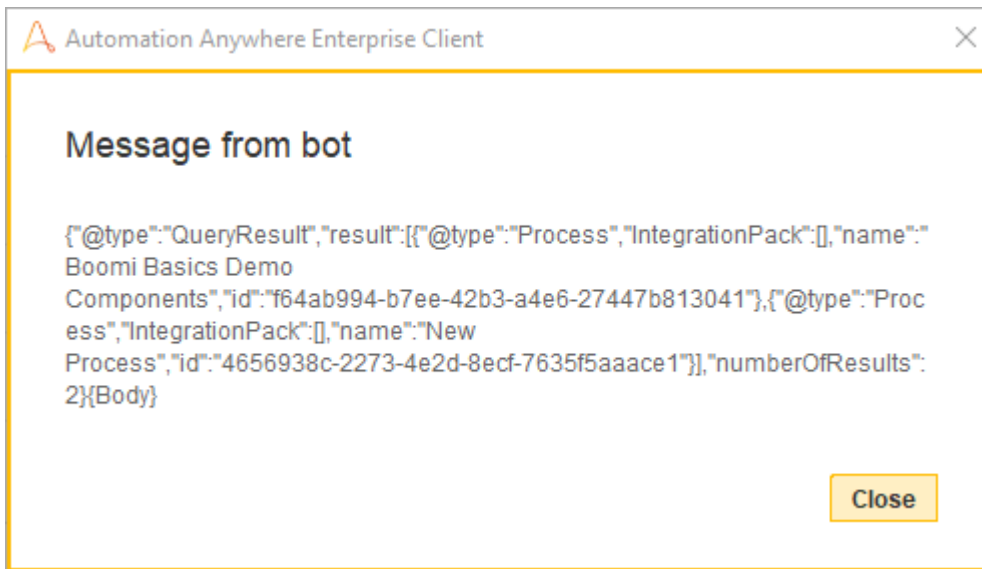 Automation Anywhere Enterprise Client
Message from bot
{"@type":"QueryResult","result":[{"@type":"Process","IntegrationPack":[],"name":"
Boomi Basics Demo
Components","id":"f64ab994-b7ee-42b3-a4e6-27447b813041"},{"@type":"Proc
ess","IntegrationPack":[],"name":"New
Process","id":"4656938c-2273-4e2d-8ecf-7635f5aaace1"}],"numberOfResults":
2}{Body}
Close